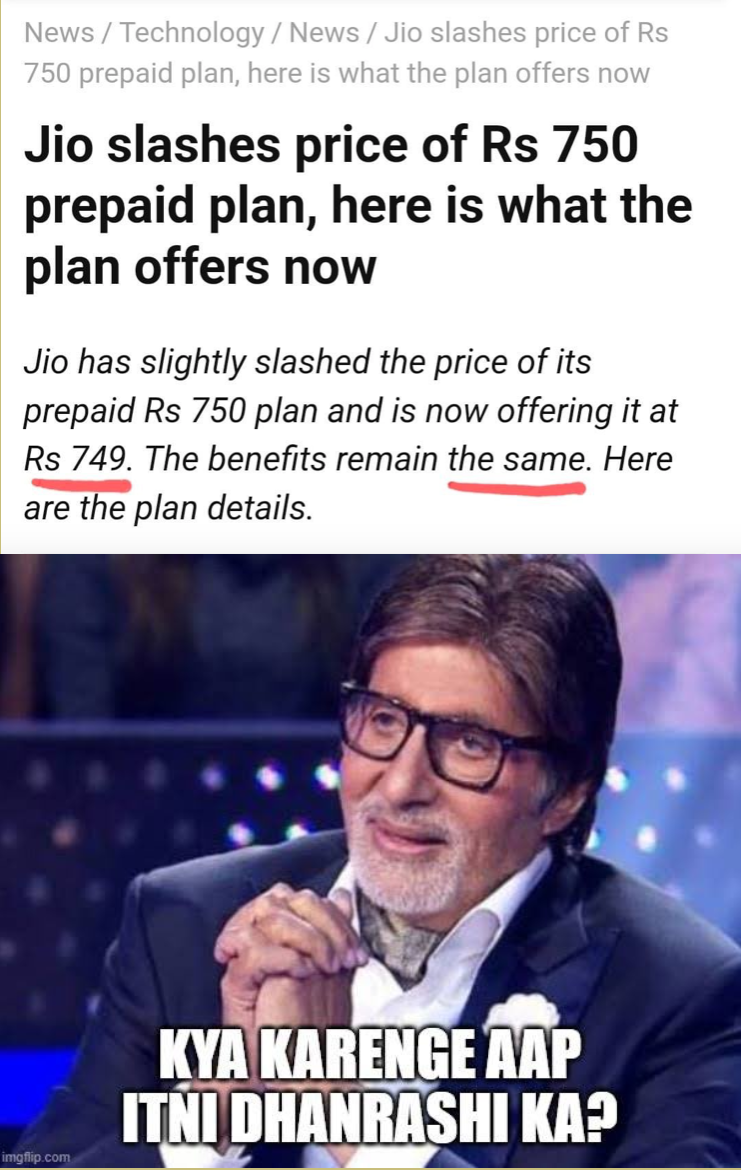 News / Technology / News / Jio slashes price of Rs
750 prepaid plan, here is what the plan offers now
Jio slashes price of Rs 750
prepaid plan, here is what the
plan offers now
Jio has slightly slashed the price of its
prepaid Rs 750 plan and is now offering it at
Rs 749. The benefits remain the same. Here
are the plan details.
KYA KARENGE AAP
ITNI DHANRASHI KA?
imgflip.com